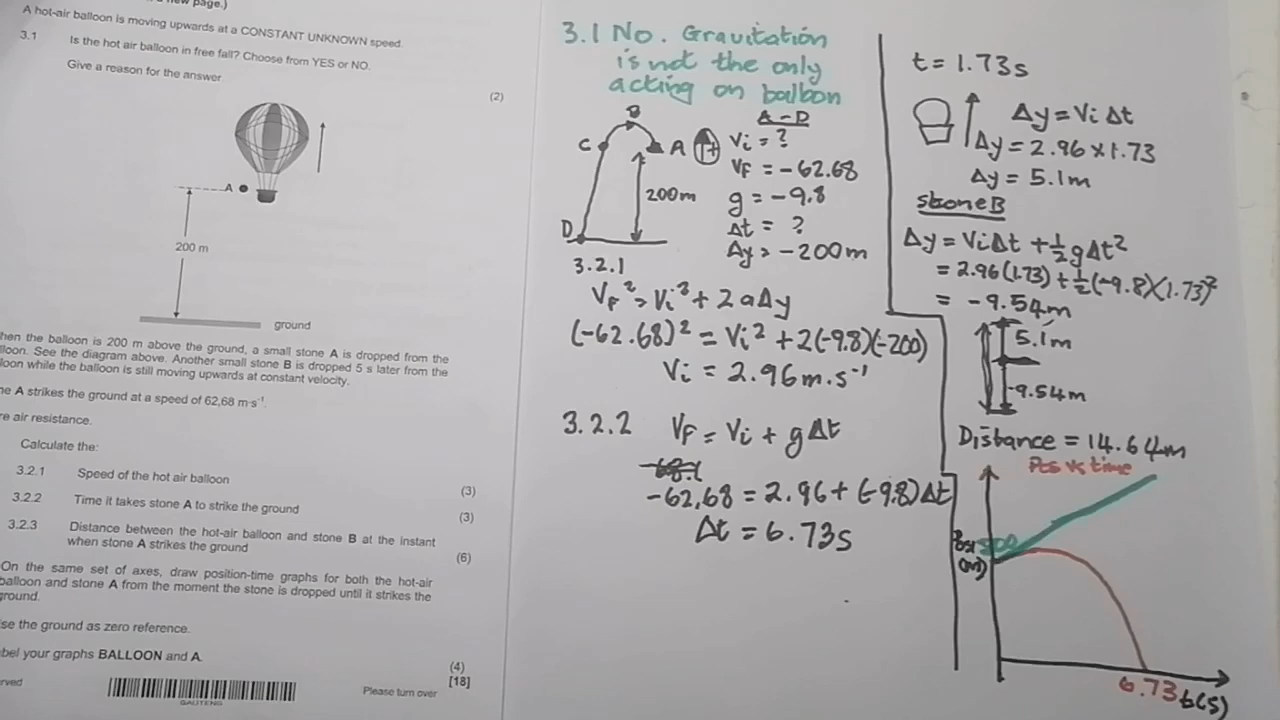 new page.)
A hot-air balloon is moving upwards at a CONSTANT UNKNOWN speed.
3.1 Is the hot air balloon in free fall? Choose from YES or NO.
Give a reason for the answer.
(2)
A
200 m
ground
hen the balloon is 200 m above the ground, a small stone A is dropped from the
lloon. See the diagram above. Another small stone B is dropped 5 s later from the
loon while the balloon is still moving upwards at constant velocity.
ne A strikes the ground at a speed of 62,68 m·s⁻¹.
re air resistance.
Calculate the:
3.2.1 Speed of the hot air balloon
(3)
3.2.2 Time it takes stone A to strike the ground
(3)
3.2.3 Distance between the hot-air balloon and stone B at the instant
when stone A strikes the ground
(6)
On the same set of axes, draw position-time graphs for both the hot-air
balloon and stone A from the moment the stone is dropped until it strikes the
ground.
se the ground as zero reference.
bel your graphs BALLOON and A.
(4)
[18]
rved
GAUTENG
Please turn over
3.1 No. Gravitation
is not the only
acting on balloon
B
C
A
200m
D
+
A-D
Vi = ?
VF = -62.68
g = -9.8
Δt = ?
Δy = -200m
3.2.1
VF² = Vi² + 2aΔy
(-62.68)² = Vi² + 2(-9.8)(-200)
Vi = 2.96m.s⁻¹
3.2.2 VF = Vi + gΔt
-62,68 = 2.96 + (-9.8)Δt
Δt = 6.73s
t = 1.73s
Δy = Vi Δt
Δy = 2.96 × 1.73
Δy = 5.1m
stone B
Δy = ViΔt + ½gΔt²
= 2.96(1.73) + ½(-9.8)(1.73)²
= -9.54m
5.1m
-9.54m
Distance = 14.64m
Pos vs time
200
(m)
6.73
t(s)